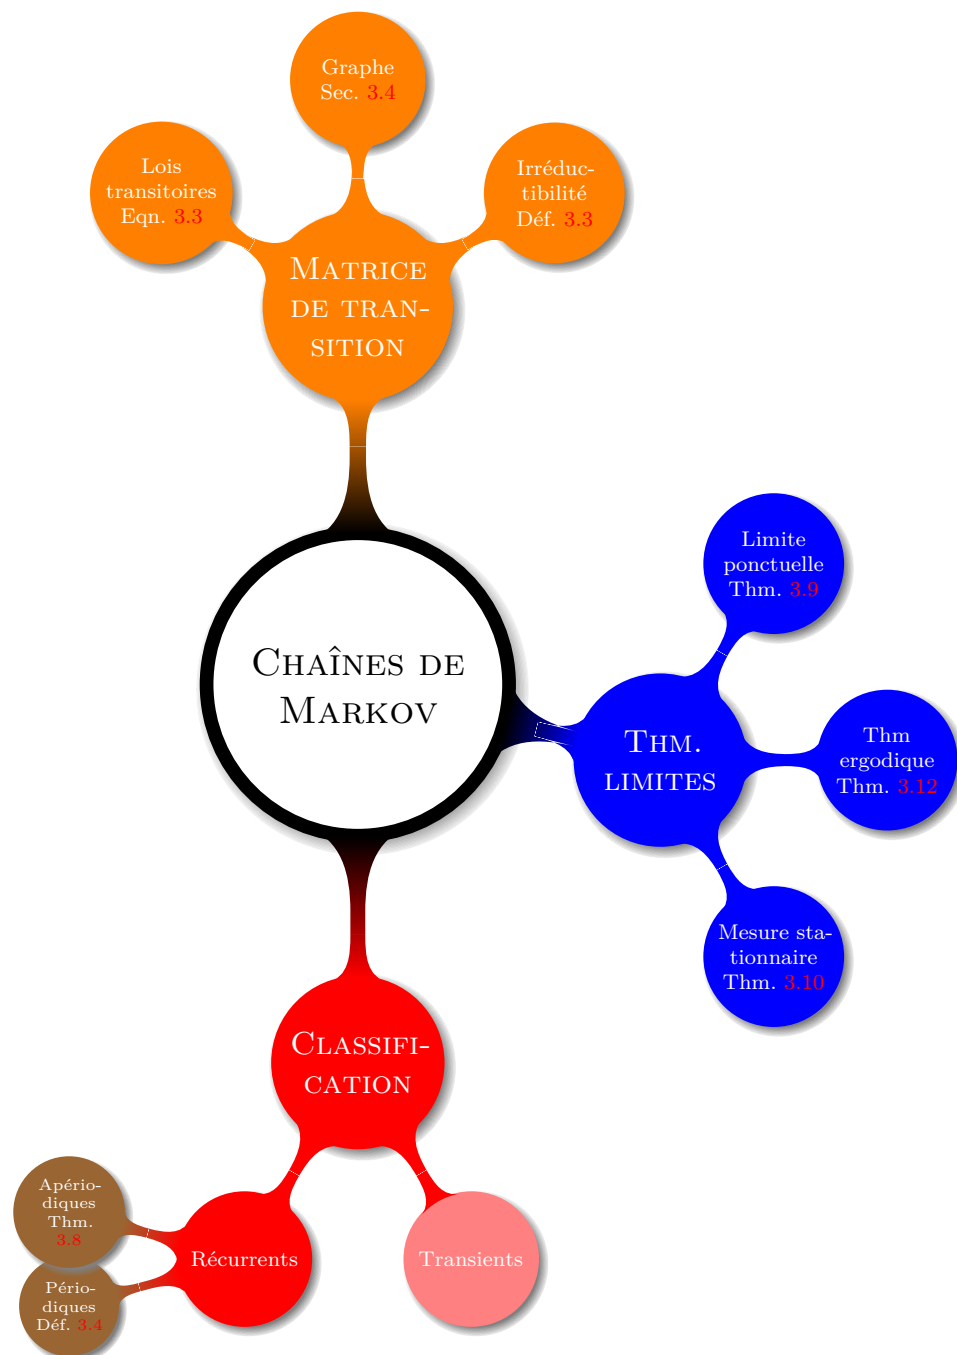 Graphe
Sec. 3.4
Lois
transitoires
Eqn. 3.3
Irréduc-
tibilité
Déf. 3.3
MATRICE
DE TRAN-
SITION
CHAÎNES DE
MARKOV
Limite
ponctuelle
Thm. 3.9
THM.
LIMITES
Thm
ergodique
Thm. 3.12
Mesure sta-
tionnaire
Thm. 3.10
CLASSIFI-
CATION
Apério-
diques
Thm.
3.8
Pério-
diques
Déf. 3.4
Récurrents
Transients